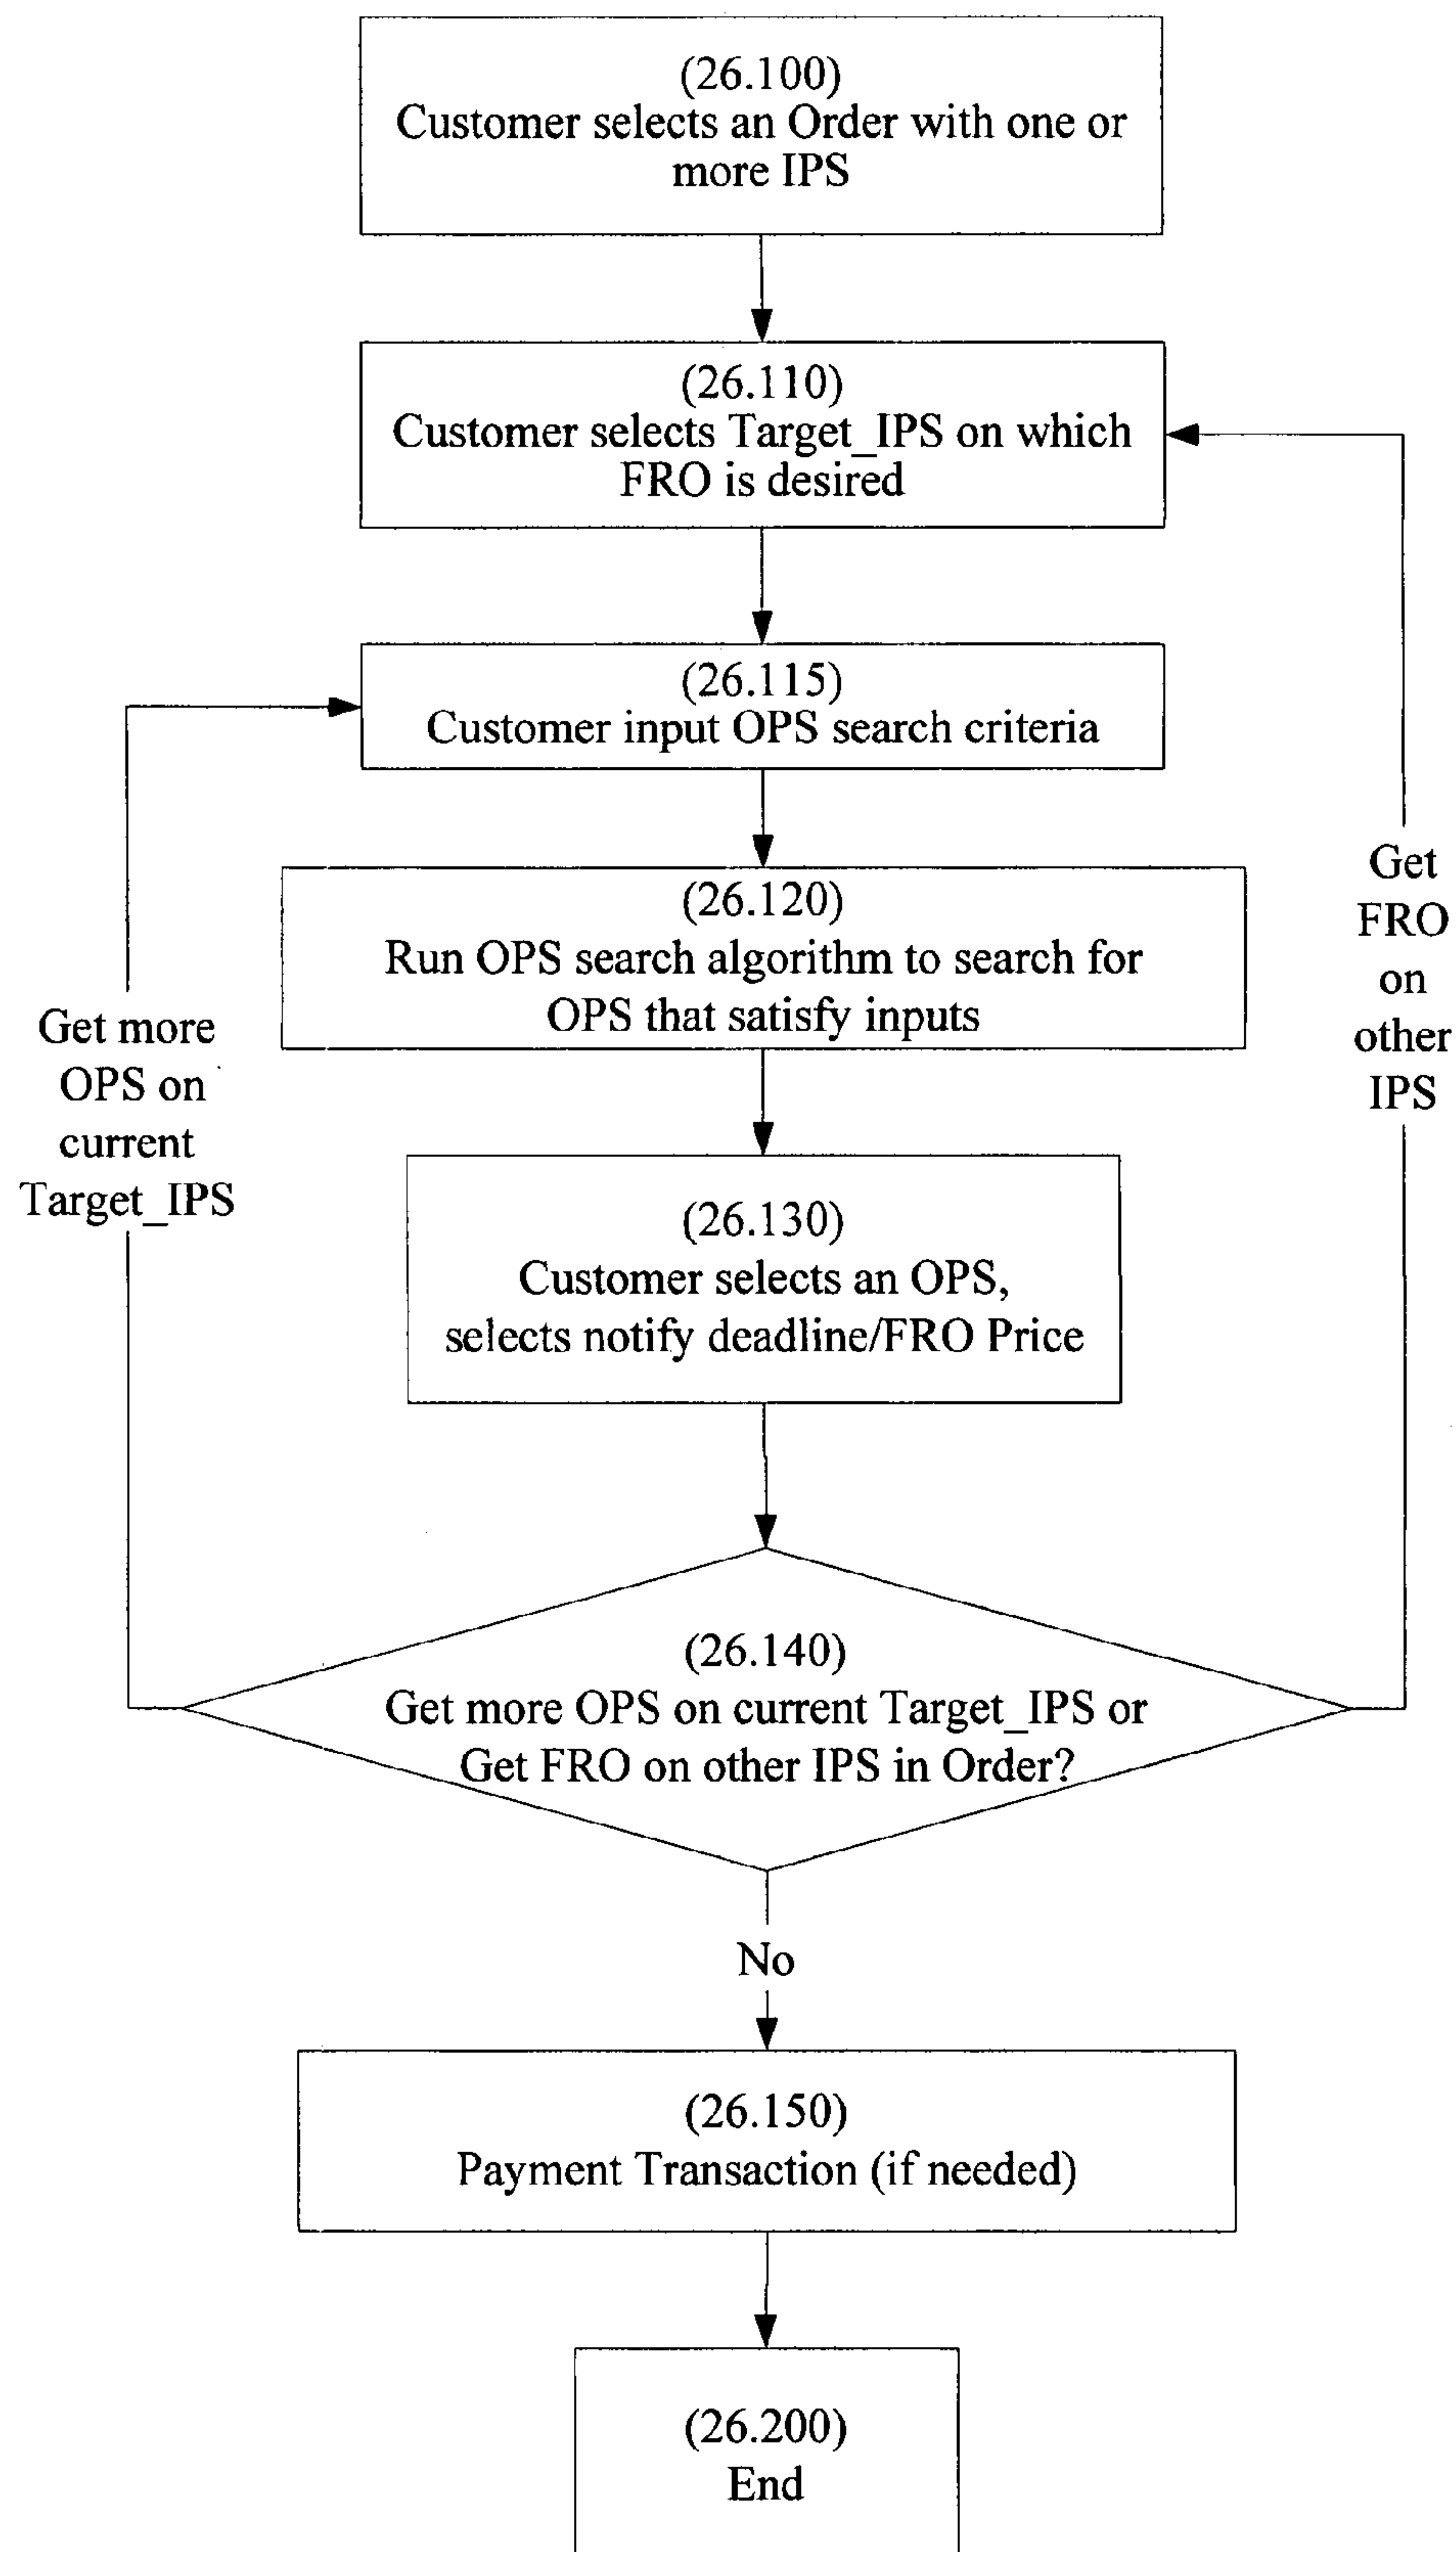 (26.100)
Customer selects an Order with one or
more IPS
(26.110)
Customer selects Target_IPS on which
FRO is desired
(26.115)
Customer input OPS search criteria
(26.120)
Run OPS search algorithm to search for
OPS that satisfy inputs
Get
FRO
on
other
IPS
Get more
OPS on
current
Target_IPS
(26.130)
Customer selects an OPS,
selects notify deadline/FRO Price
(26.140)
Get more OPS on current Target_IPS or
Get FRO on other IPS in Order?
No
(26.150)
Payment Transaction (if needed)
(26.200)
End